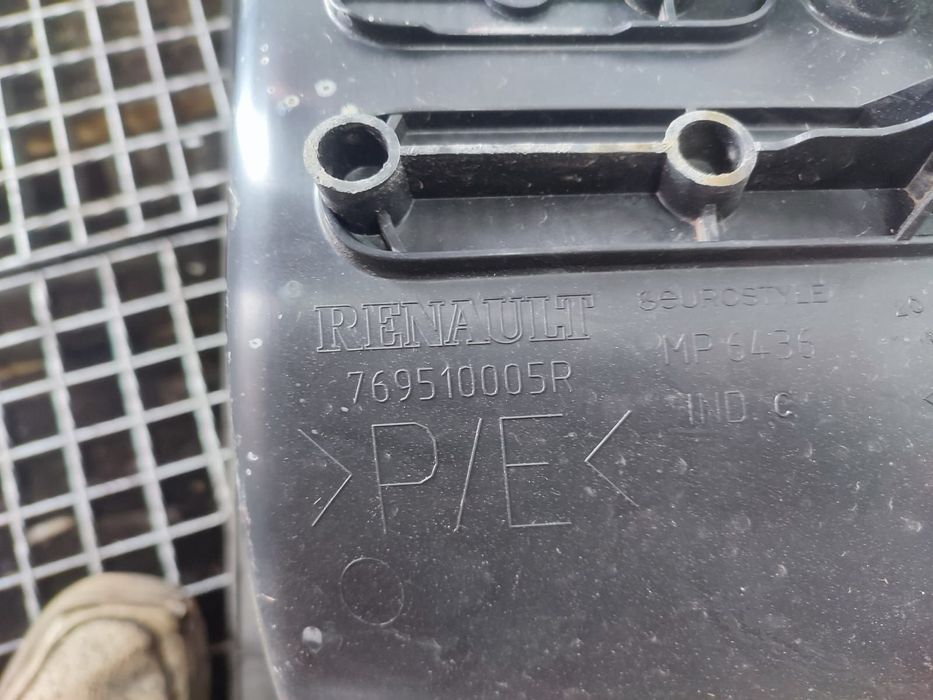 RENAULT
769510005R
>P/E<
EUROSTYLE
MP 6436
IND C